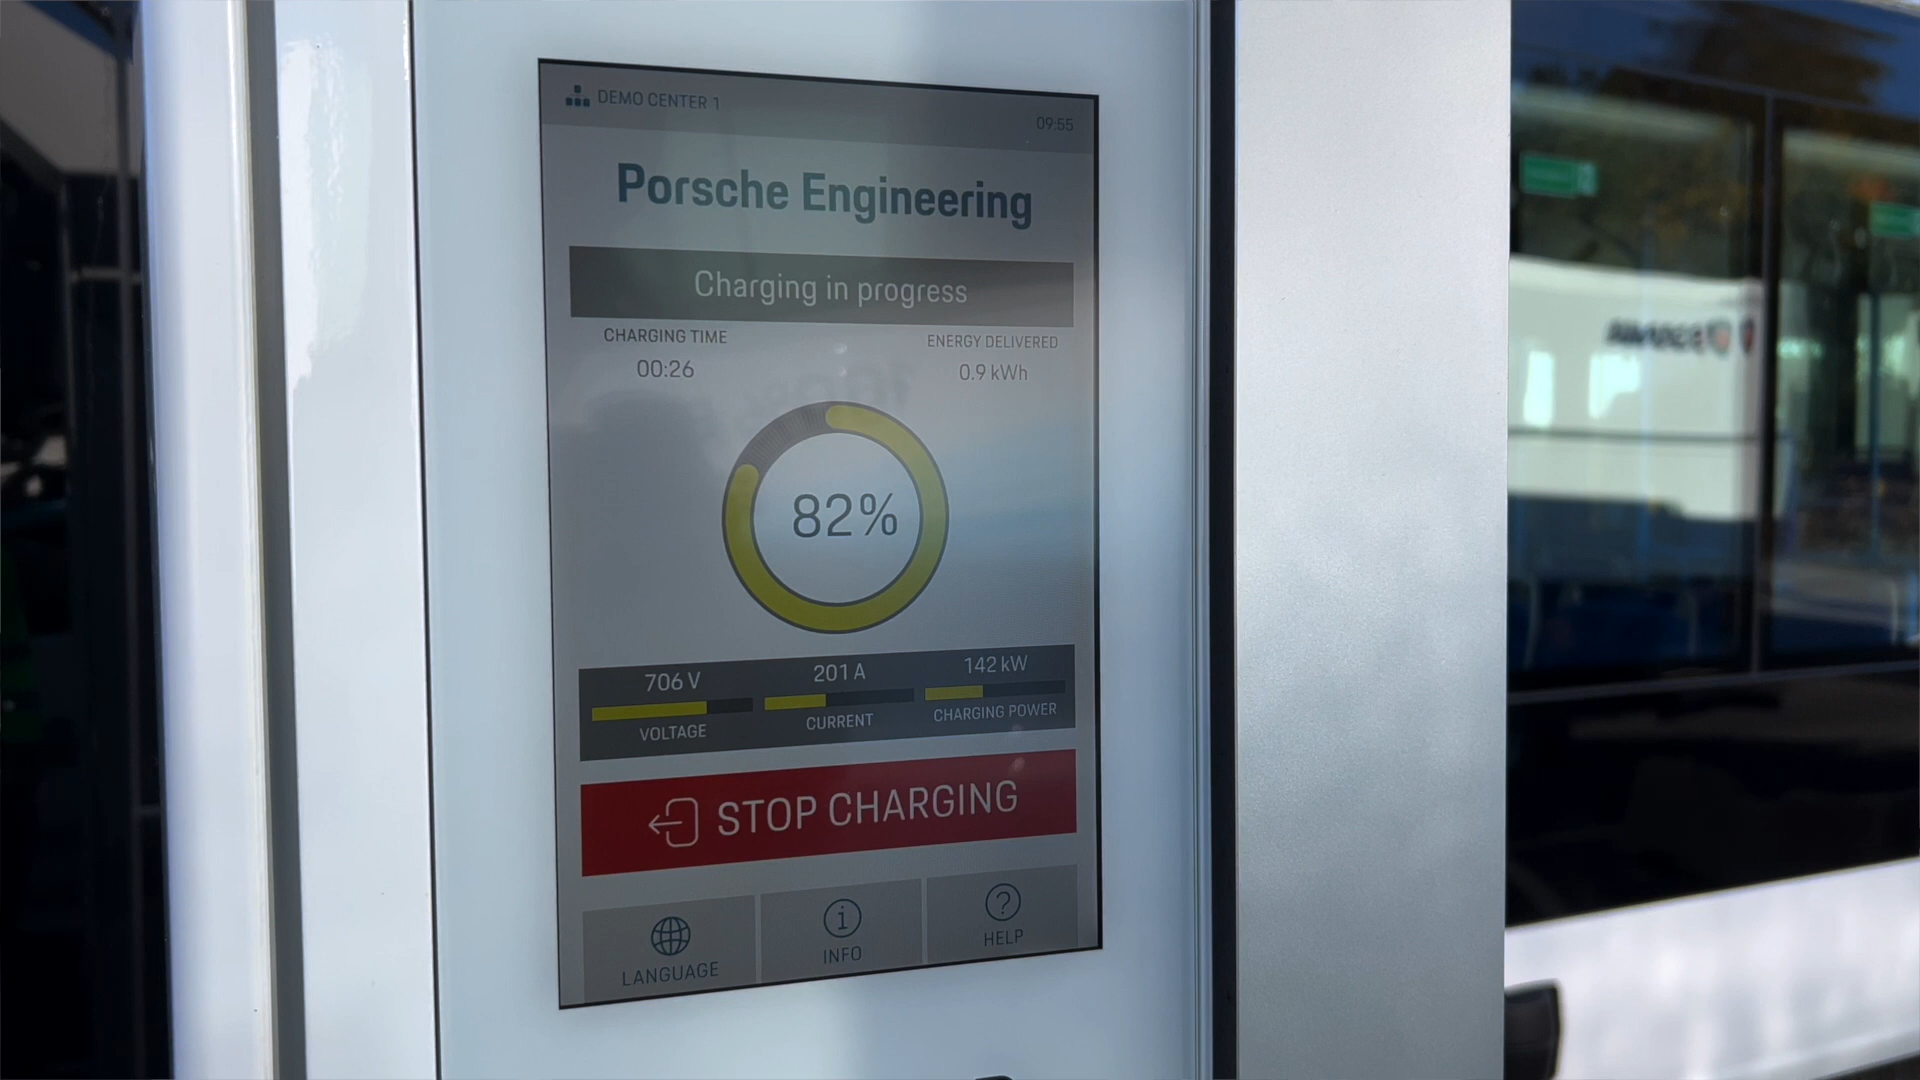 DEMO CENTER 1
09:55
Porsche Engineering
Charging in progress
CHARGING TIME
00:26
ENERGY DELIVERED
0.9 kWh
82%
706 V
VOLTAGE
201 A
CURRENT
142 kW
CHARGING POWER
STOP CHARGING
LANGUAGE
INFO
HELP